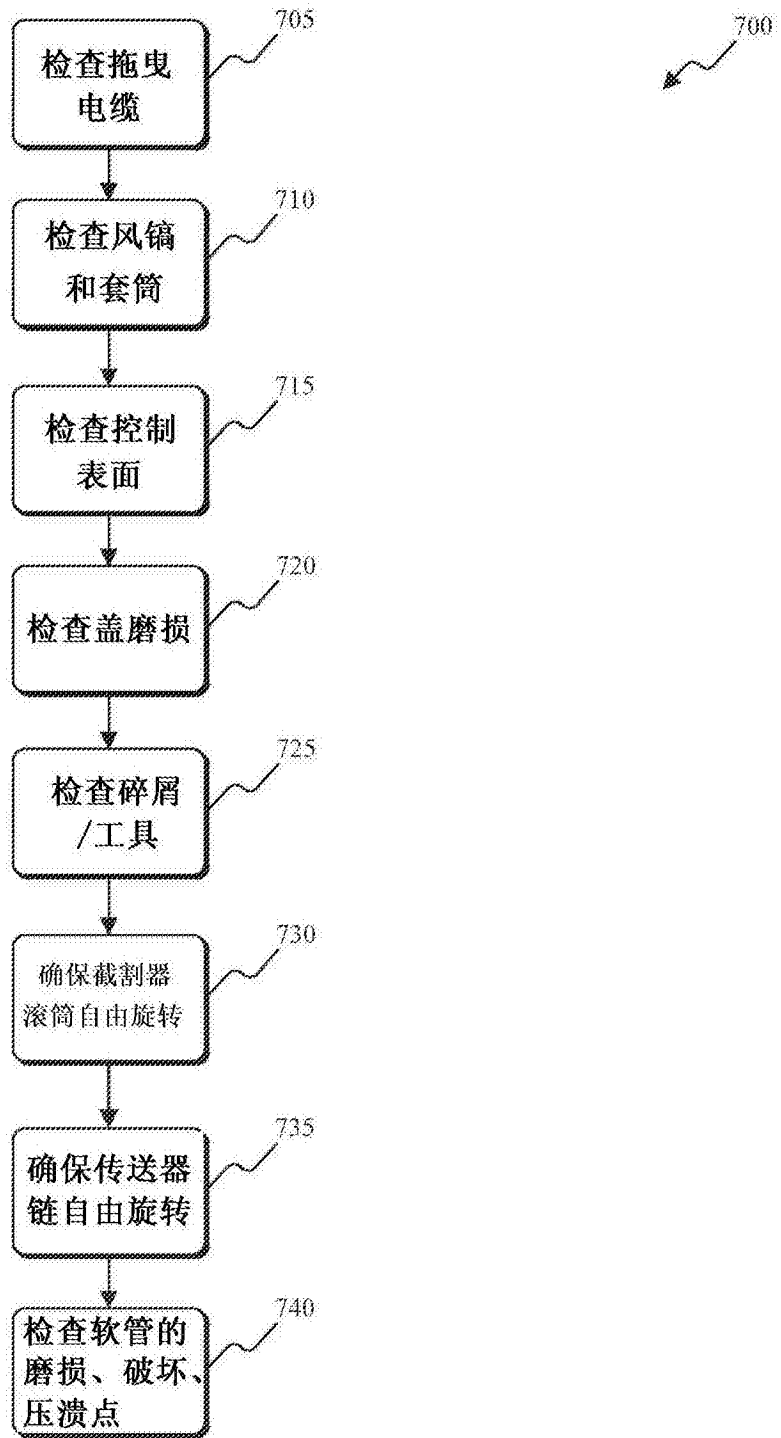 705
700
检查拖曳
电缆
710
检查风镐
和套筒
715
检查控制
表面
720
检查盖磨损
725
检查碎屑
/工具
730
确保截割器
滚筒自由旋转
735
确保传送器
链自由旋转
740
检查软管的
磨损、破坏、
压溃点